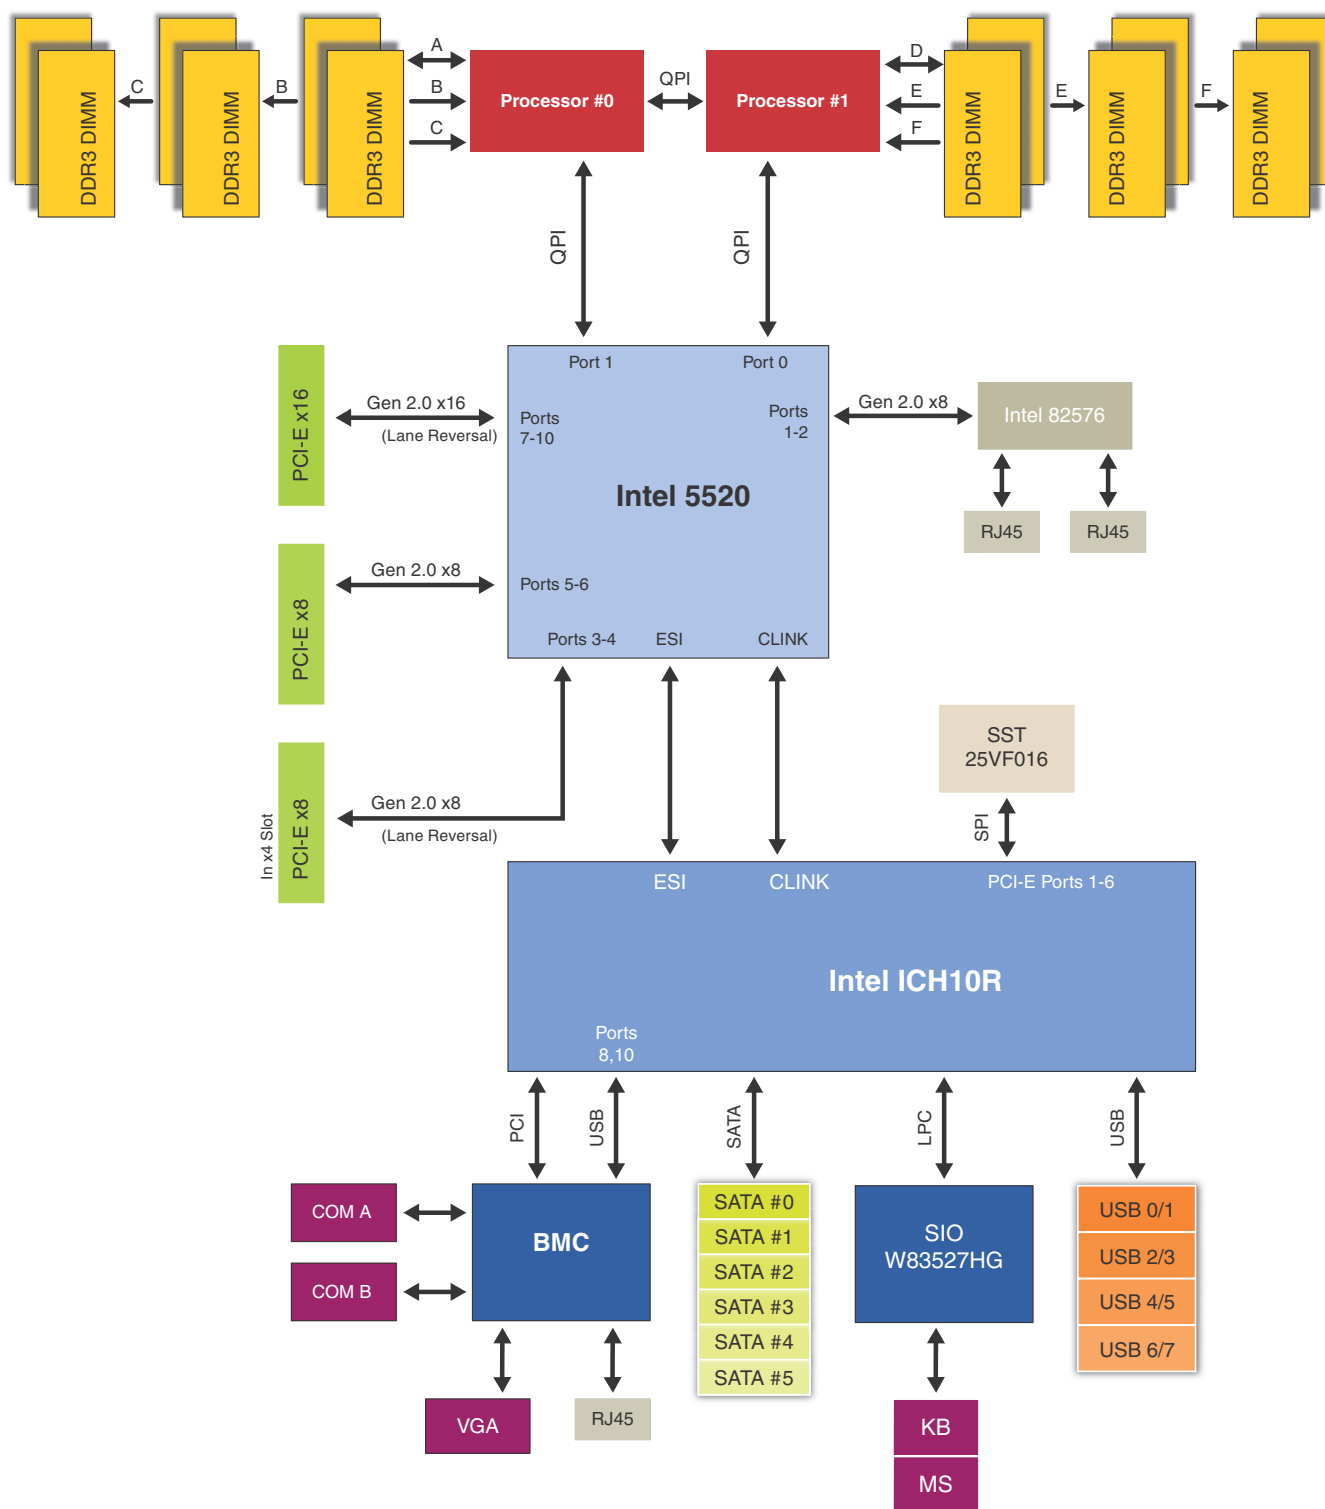 A
B
C
C
B
DDR3 DIMM
DDR3 DIMM
DDR3 DIMM
Processor #0
QPI
Processor #1
D
E
F
E
F
DDR3 DIMM
DDR3 DIMM
DDR3 DIMM
QPI
QPI
Port 1
Port 0
PCI-E x16
Gen 2.0 x16
(Lane Reversal)
Ports
7-10
Ports
1-2
Gen 2.0 x8
Intel 82576
RJ45
RJ45
Intel 5520
PCI-E x8
Gen 2.0 x8
Ports 5-6
Ports 3-4
ESI
CLINK
In x4 Slot
PCI-E x8
Gen 2.0 x8
(Lane Reversal)
SST
25VF016
SPI
ESI
CLINK
PCI-E Ports 1-6
Intel ICH10R
Ports
8,10
PCI
USB
SATA
LPC
USB
COM A
COM B
BMC
VGA
RJ45
SATA #0
SATA #1
SATA #2
SATA #3
SATA #4
SATA #5
SIO
W83527HG
KB
MS
USB 0/1
USB 2/3
USB 4/5
USB 6/7